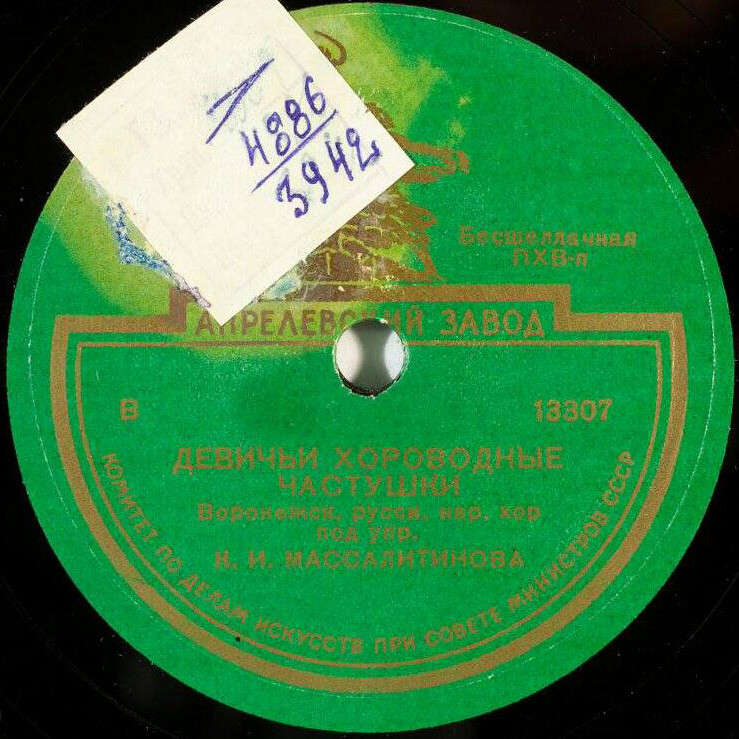 4886
3942
Бесшеллачная
ПХВ-п
АПРЕЛЕВСКИЙ ЗАВОД
В 13307
ДЕВИЧЬИ ХОРОВОДНЫЕ
ЧАСТУШКИ
Воронежск. русск. нар. хор
под упр.
К. И. МАССАЛИТИНОВА
КОМИТЕТ ПО ДЕЛАМ ИСКУССТВ ПРИ СОВЕТЕ МИНИСТРОВ СССР